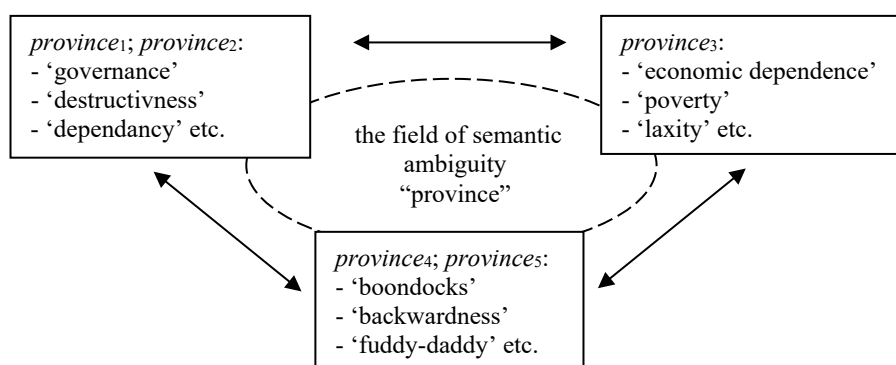 province₁; province₂:
- ‘governance’
- ‘destructivness’
- ‘dependancy’ etc.
province₃:
- ‘economic dependence’
- ‘poverty’
- ‘laxity’ etc.
the field of semantic
ambiguity
“province”
province₄; province₅:
- ‘boondocks’
- ‘backwardness’
- ‘fuddy-daddy’ etc.